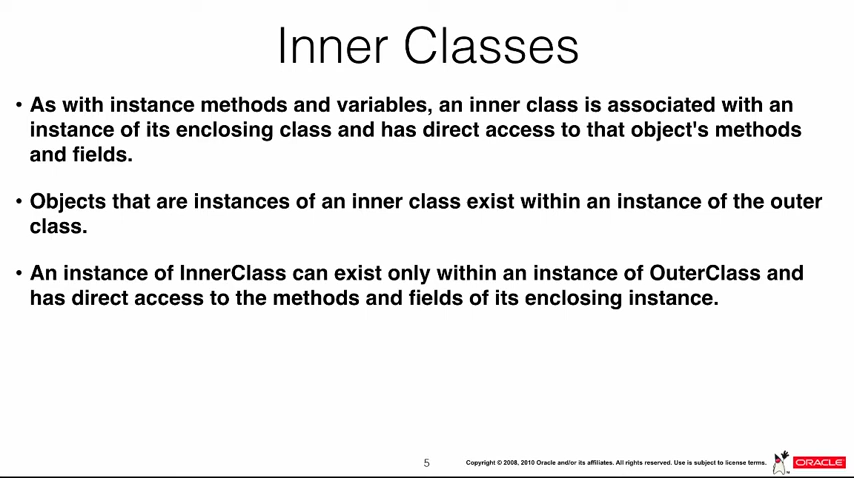 Inner Classes
• As with instance methods and variables, an inner class is associated with an
instance of its enclosing class and has direct access to that object's methods
and fields.
• Objects that are instances of an inner class exist within an instance of the outer
class.
• An instance of InnerClass can exist only within an instance of OuterClass and
has direct access to the methods and fields of its enclosing instance.
5
Copyright © 2008, 2010 Oracle and/or its affiliates. All rights reserved. Use is subject to license terms.
ORACLE